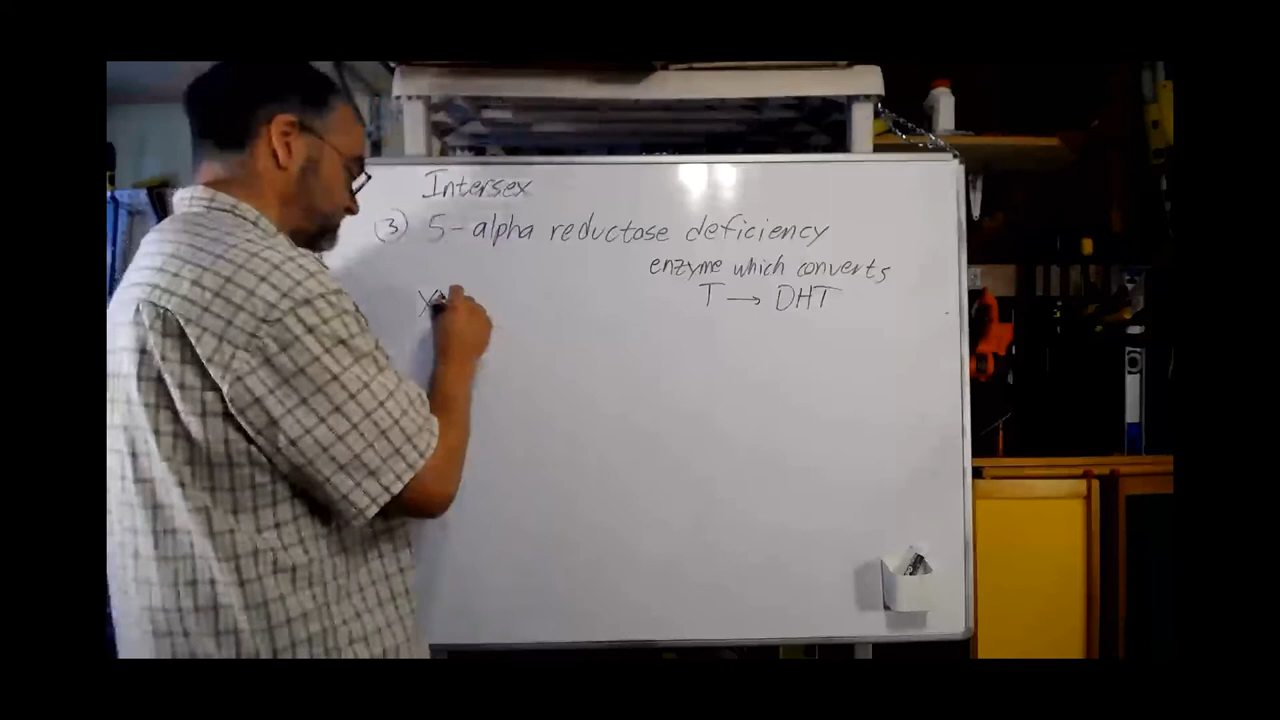 Intersex
(3) 5-alpha reductose deficiency
enzyme which converts
T → DHT
X